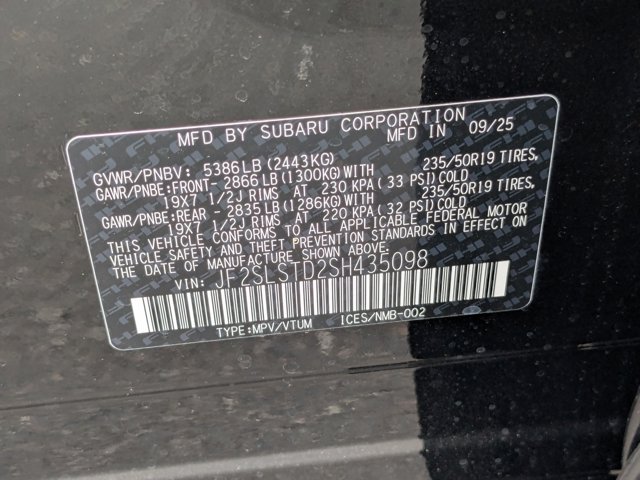 MFD BY SUBARU CORPORATION
MFD IN 09/25
GVWR/PNBV: 5386LB(2443KG)
GAWR/PNBE:FRONT- 2866LB(1300KG)WITH 235/50R19 TIRES,
19X7 1/2J RIMS AT 230 KPA(33 PSI)COLD
GAWR/PNBE:REAR - 2835LB(1286KG)WITH 235/50R19 TIRES,
19X7 1/2J RIMS AT 220 KPA(32 PSI)COLD
THIS VEHICLE CONFORMS TO ALL APPLICABLE FEDERAL MOTOR
VEHICLE SAFETY AND THEFT PREVENTION STANDARDS IN EFFECT ON
THE DATE OF MANUFACTURE SHOWN ABOVE.
VIN: JF2SLSTD2SH435098
TYPE:MPV/VTUM ICES/NMB-002